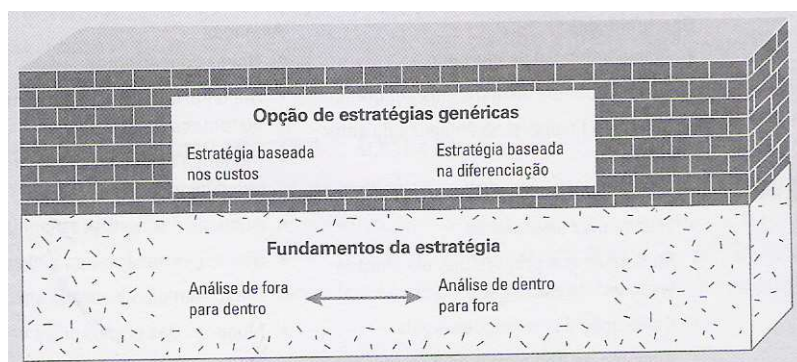 Opção de estratégias genéricas
Estratégia baseada
nos custos
Estratégia baseada
na diferenciação
Fundamentos da estratégia
Análise de fora
para dentro
Análise de dentro
para fora